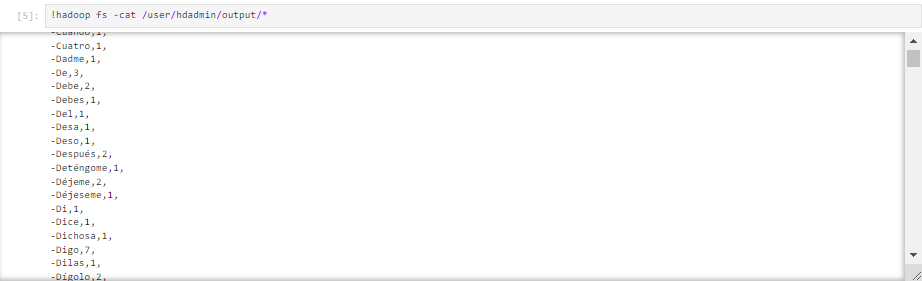 [5]: !hadoop fs -cat /user/hdadmin/output/*
-Cuando,1,
-Cuatro,1,
-Dadme,1,
-De,3,
-Debe,2,
-Debes,1,
-Del,1,
-Desa,1,
-Deso,1,
-Después,2,
-Deténgome,1,
-Déjeme,2,
-Déjeseme,1,
-Di,1,
-Dice,1,
-Dichosa,1,
-Digo,7,
-Dilas,1,
-Dígolo,2,